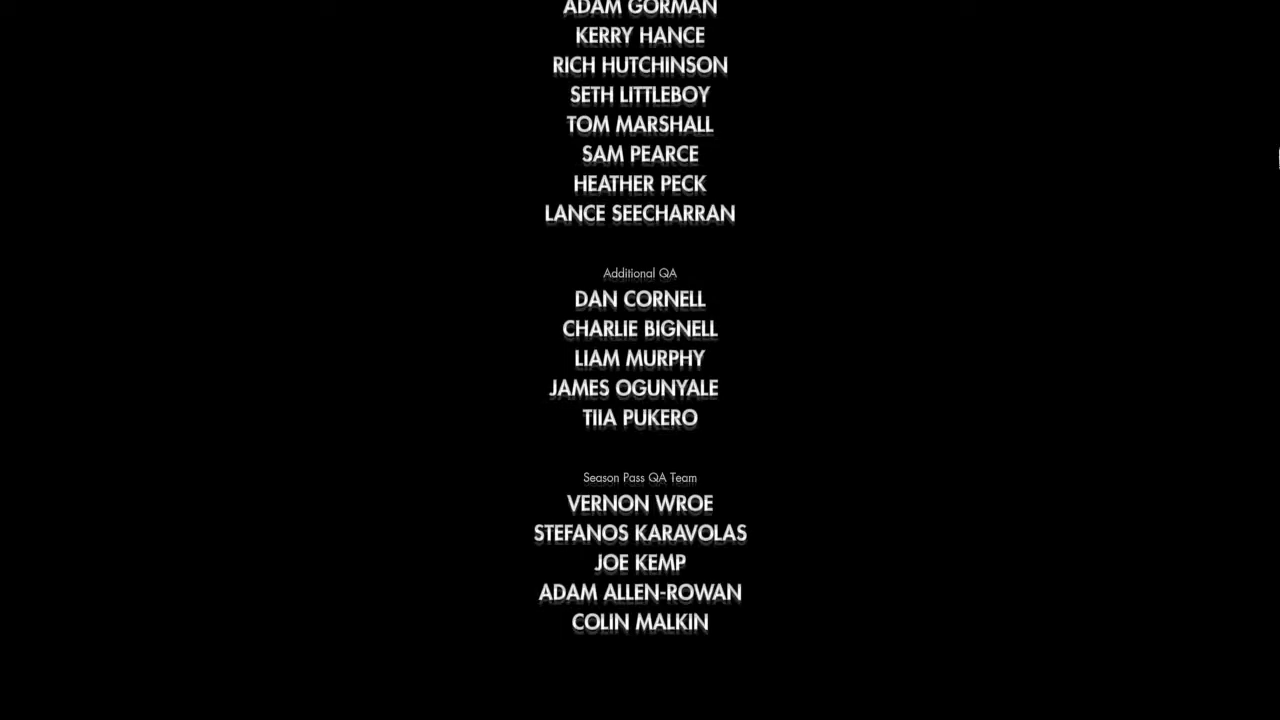 ADAM GORMAN
KERRY HANCE
RICH HUTCHINSON
SETH LITTLEBOY
TOM MARSHALL
SAM PEARCE
HEATHER PECK
LANCE SEECHARRAN
Additional QA
DAN CORNELL
CHARLIE BIGNELL
LIAM MURPHY
JAMES OGUNYALE
TIIA PUKERO
Season Pass QA Team
VERNON WROE
STEFANOS KARAVOLAS
JOE KEMP
ADAM ALLEN-ROWAN
COLIN MALKIN